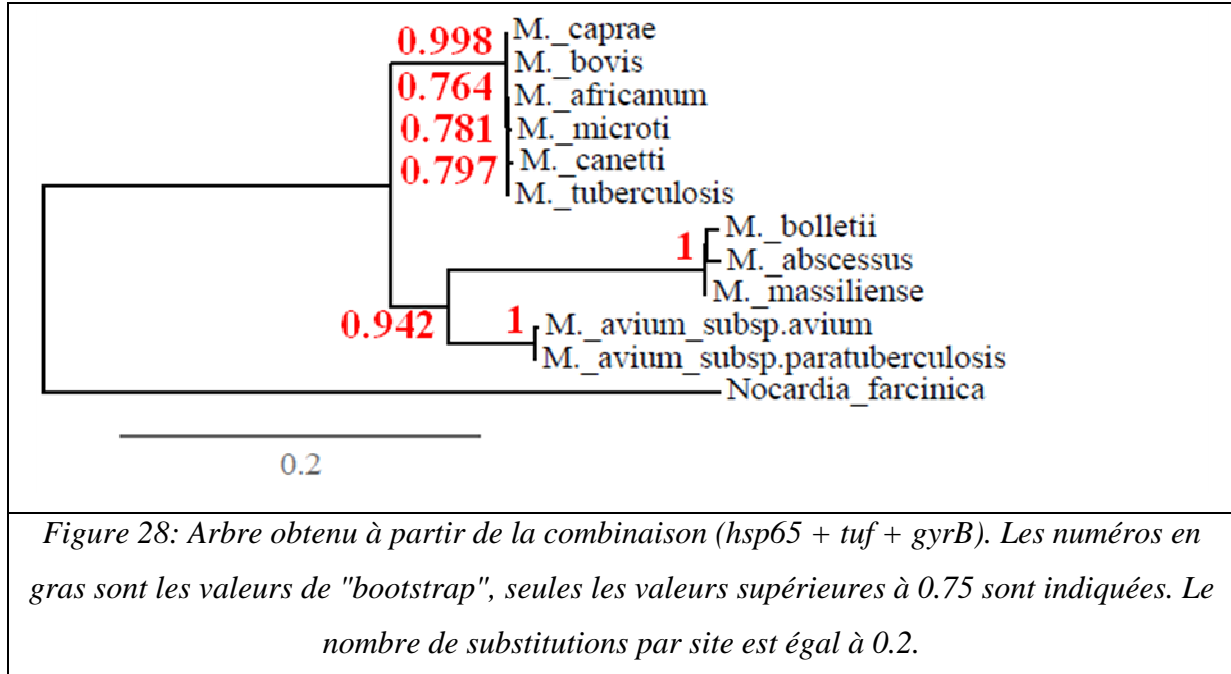 M._caprae
0.998
M._bovis
0.764
M._africanum
0.781
M._microti
0.797
M._canetti
M._tuberculosis
M._bolletii
1
M._abscessus
M._massiliense
0.942
1
M._avium_subsp.avium
M._avium_subsp.paratuberculosis
Nocardia_farcinica
0.2
Figure 28: Arbre obtenu à partir de la combinaison (hsp65 + tuf + gyrB). Les numéros en
gras sont les valeurs de "bootstrap", seules les valeurs supérieures à 0.75 sont indiquées. Le
nombre de substitutions par site est égal à 0.2.